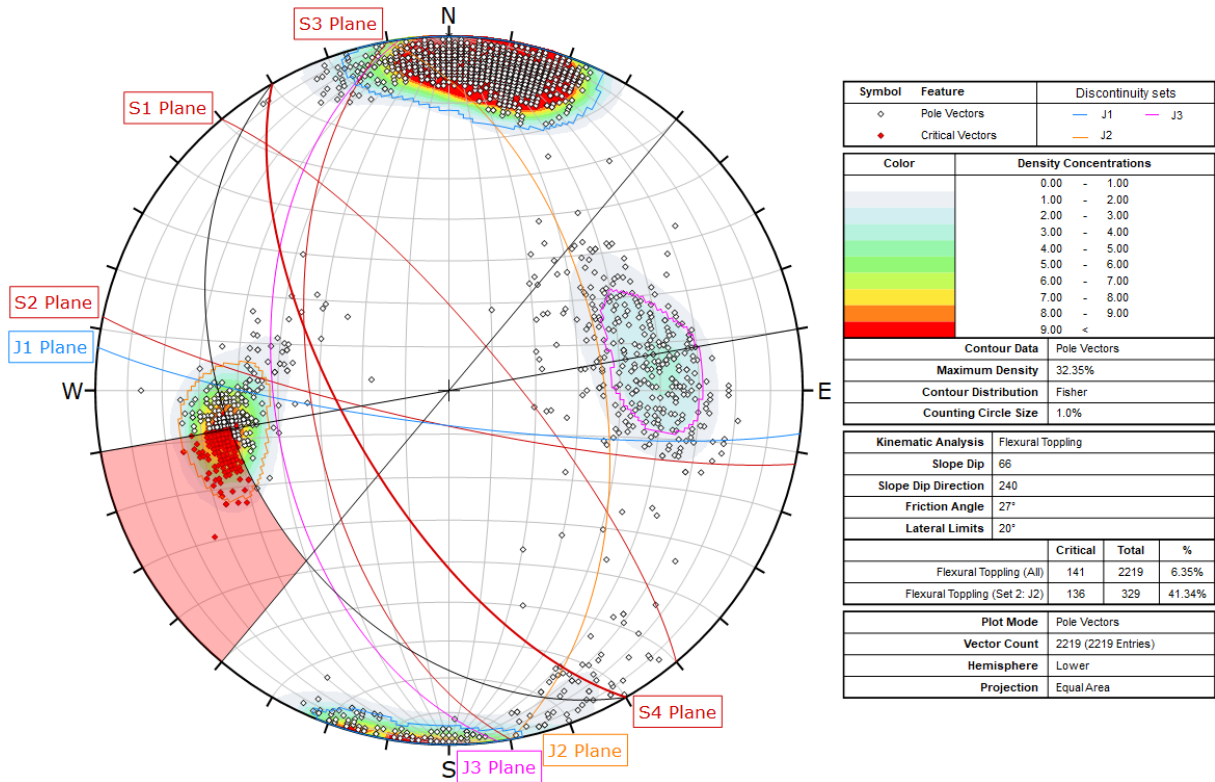 N
S3 Plane
S1 Plane
S2 Plane
J1 Plane
W
E
S4 Plane
J2 Plane
J3 Plane
S
Symbol Feature Discontinuity sets
Pole Vectors J1 J3
Critical Vectors J2
Color Density Concentrations
0.00 - 1.00
1.00 - 2.00
2.00 - 3.00
3.00 - 4.00
4.00 - 5.00
5.00 - 6.00
6.00 - 7.00
7.00 - 8.00
8.00 - 9.00
9.00 <
Contour Data Pole Vectors
Maximum Density 32.35%
Contour Distribution Fisher
Counting Circle Size 1.0%
Kinematic Analysis Flexural Toppling
Slope Dip 66
Slope Dip Direction 240
Friction Angle 27°
Lateral Limits 20°
Critical Total %
Flexural Toppling (All) 141 2219 6.35%
Flexural Toppling (Set 2: J2) 136 329 41.34%
Plot Mode Pole Vectors
Vector Count 2219 (2219 Entries)
Hemisphere Lower
Projection Equal Area